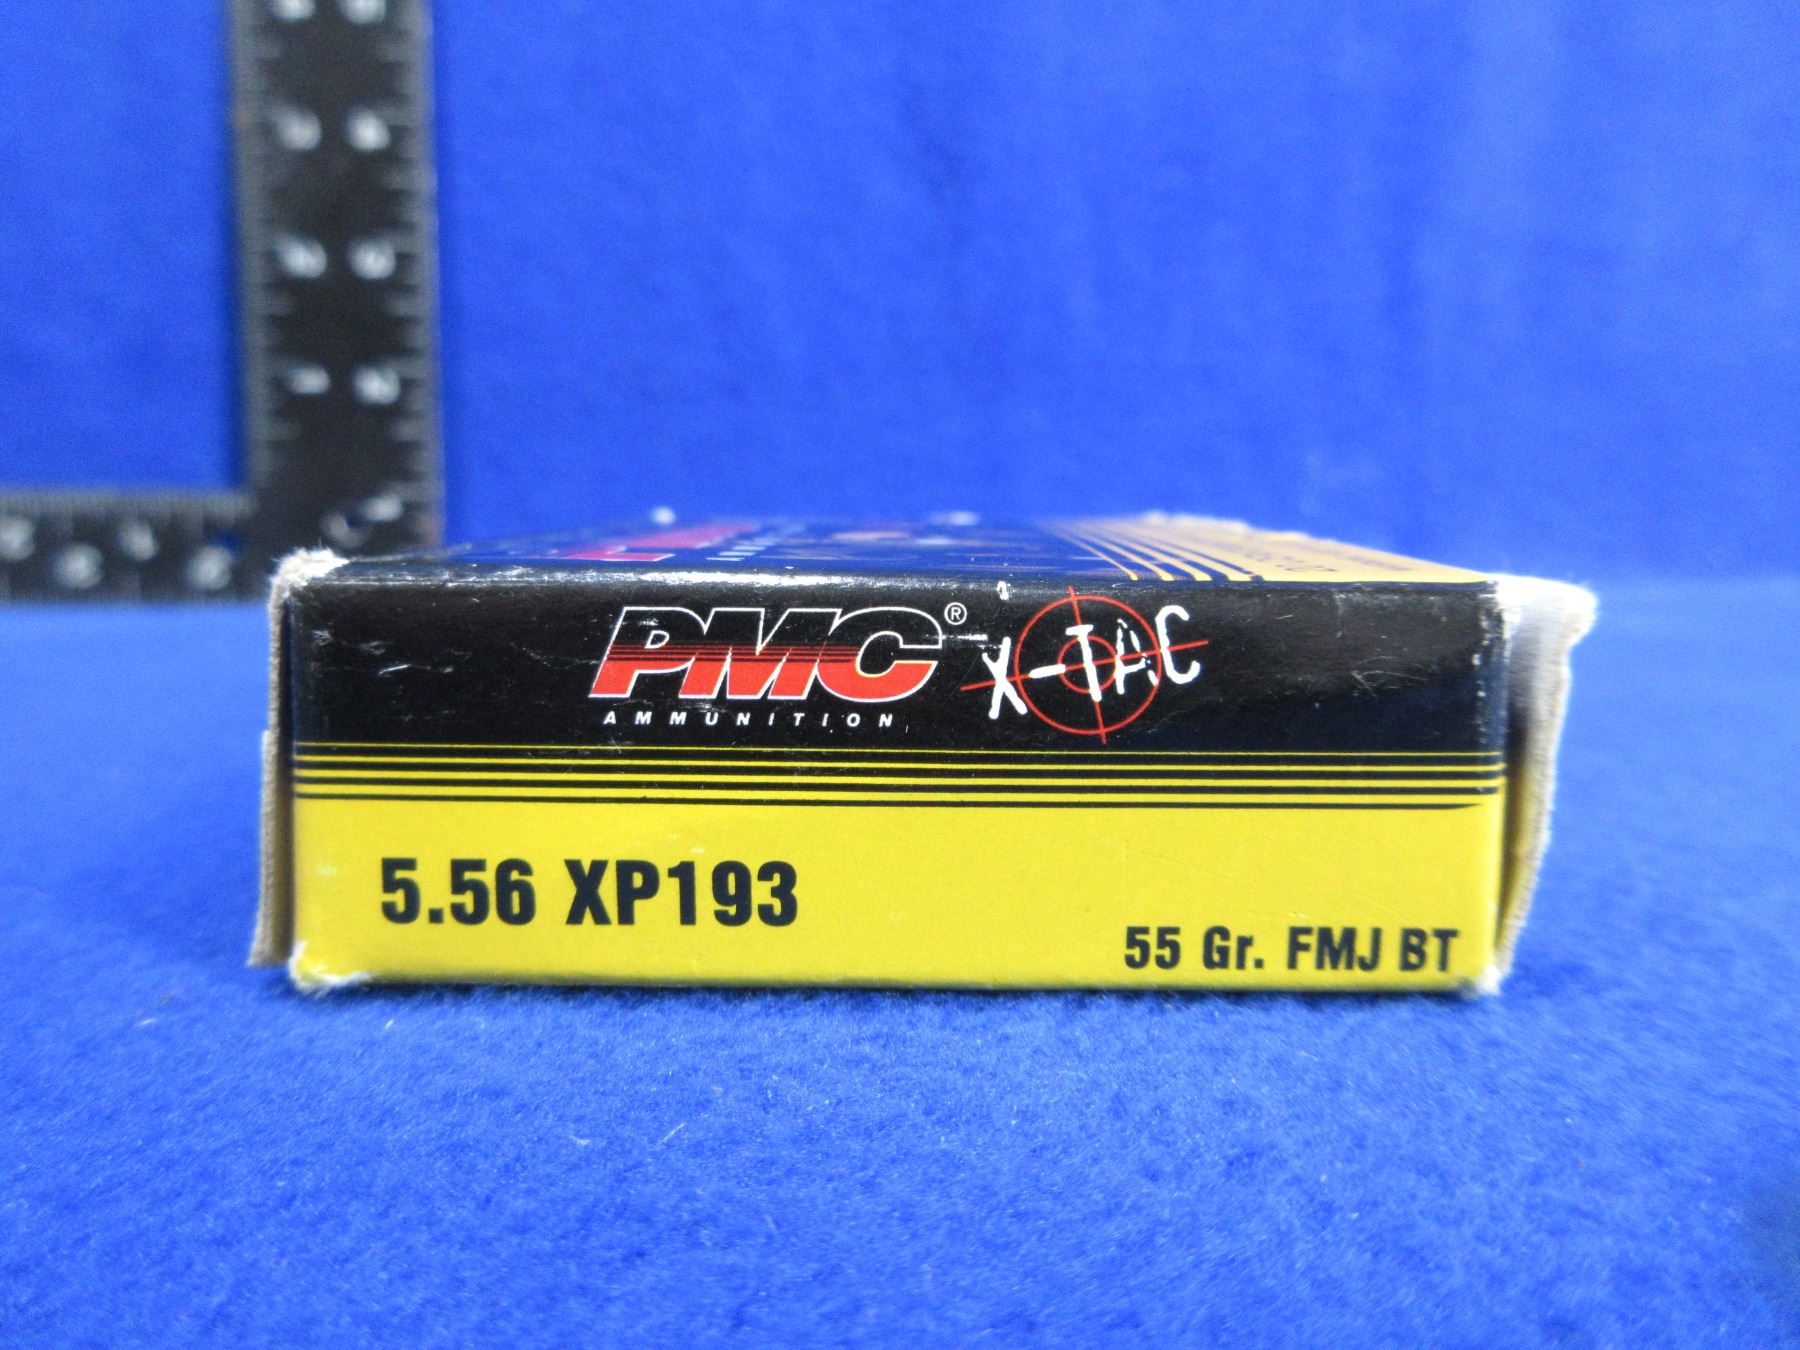 PMC® X-TAC
AMMUNITION
5.56 XP193
55 Gr. FMJ BT